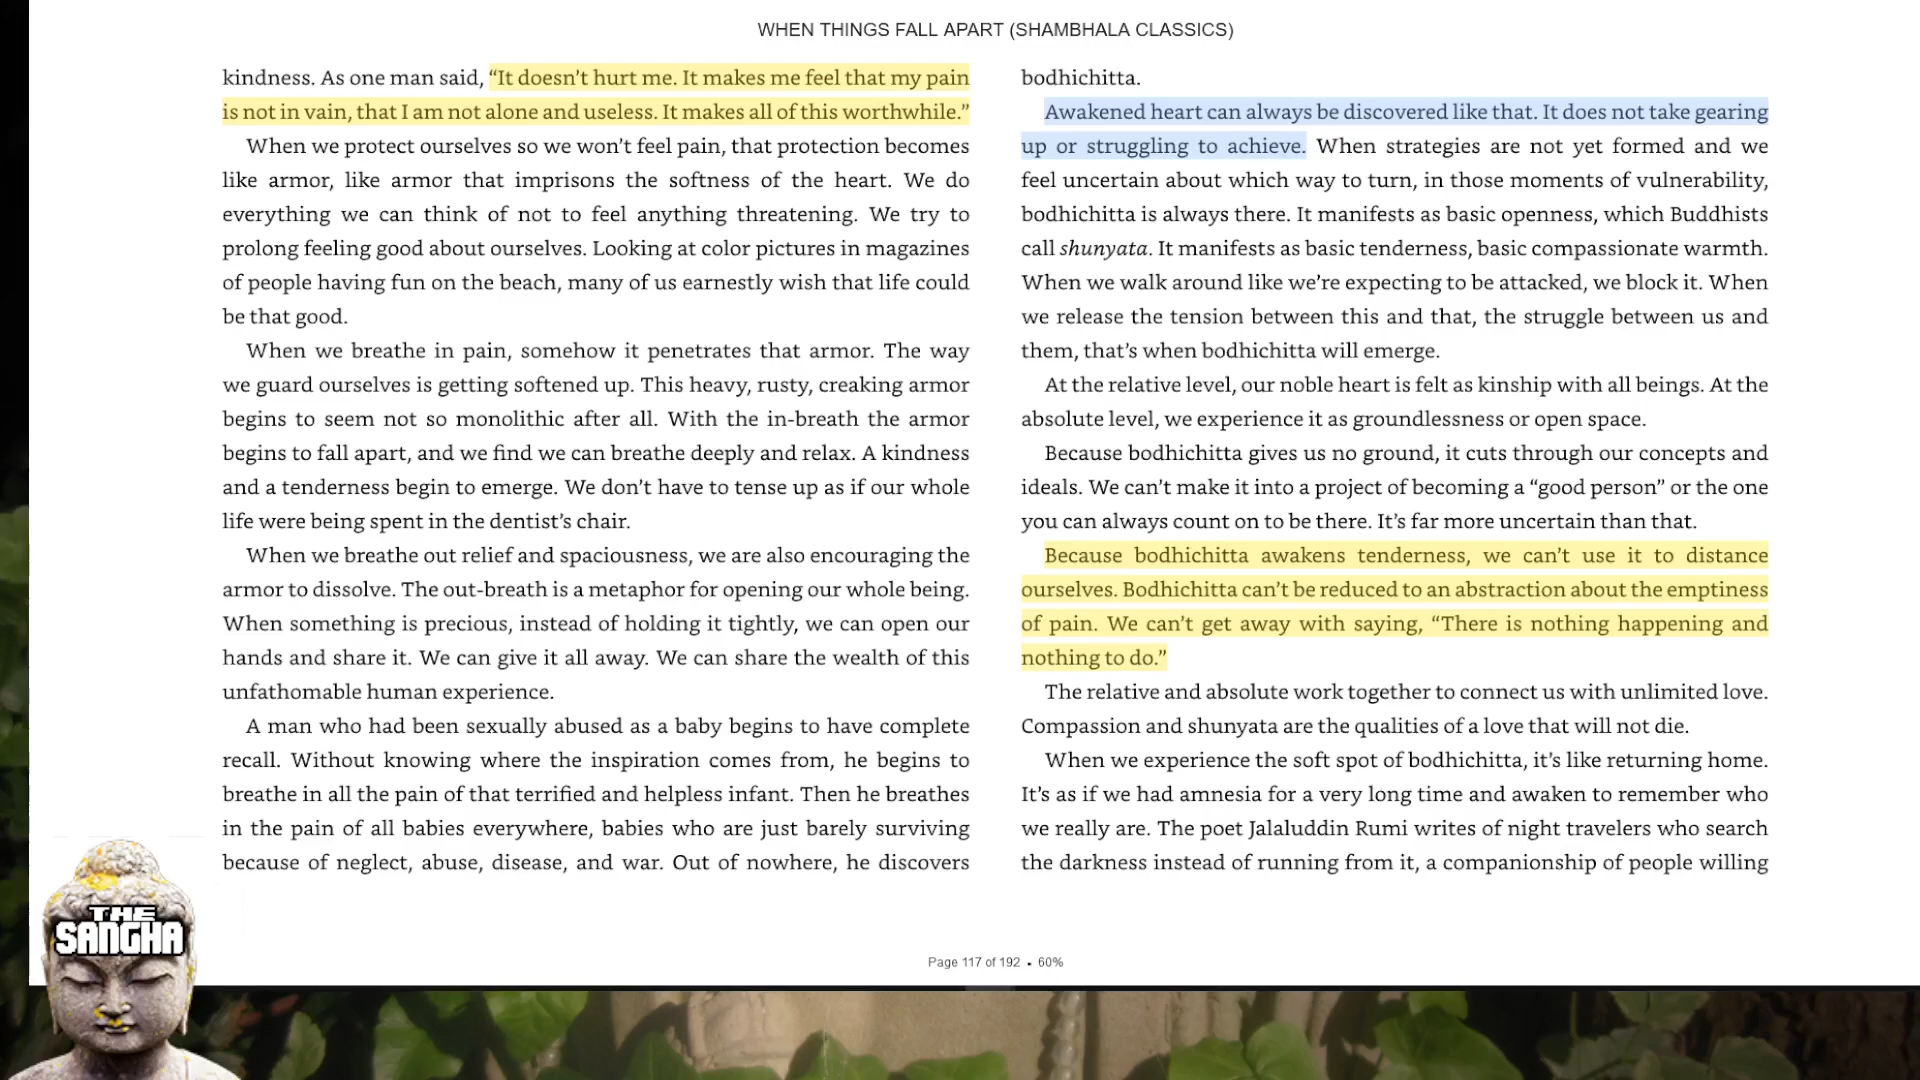 WHEN THINGS FALL APART (SHAMBHALA CLASSICS)
kindness. As one man said, “It doesn’t hurt me. It makes me feel that my pain
is not in vain, that I am not alone and useless. It makes all of this worthwhile.”
When we protect ourselves so we won’t feel pain, that protection becomes
like armor, like armor that imprisons the softness of the heart. We do
everything we can think of not to feel anything threatening. We try to
prolong feeling good about ourselves. Looking at color pictures in magazines
of people having fun on the beach, many of us earnestly wish that life could
be that good.
When we breathe in pain, somehow it penetrates that armor. The way
we guard ourselves is getting softened up. This heavy, rusty, creaking armor
begins to seem not so monolithic after all. With the in-breath the armor
begins to fall apart, and we find we can breathe deeply and relax. A kindness
and a tenderness begin to emerge. We don’t have to tense up as if our whole
life were being spent in the dentist’s chair.
When we breathe out relief and spaciousness, we are also encouraging the
armor to dissolve. The out-breath is a metaphor for opening our whole being.
When something is precious, instead of holding it tightly, we can open our
hands and share it. We can give it all away. We can share the wealth of this
unfathomable human experience.
A man who had been sexually abused as a baby begins to have complete
recall. Without knowing where the inspiration comes from, he begins to
breathe in all the pain of that terrified and helpless infant. Then he breathes
in the pain of all babies everywhere, babies who are just barely surviving
because of neglect, abuse, disease, and war. Out of nowhere, he discovers
bodhichitta.
Awakened heart can always be discovered like that. It does not take gearing
up or struggling to achieve. When strategies are not yet formed and we
feel uncertain about which way to turn, in those moments of vulnerability,
bodhichitta is always there. It manifests as basic openness, which Buddhists
call shunyata. It manifests as basic tenderness, basic compassionate warmth.
When we walk around like we’re expecting to be attacked, we block it. When
we release the tension between this and that, the struggle between us and
them, that’s when bodhichitta will emerge.
At the relative level, our noble heart is felt as kinship with all beings. At the
absolute level, we experience it as groundlessness or open space.
Because bodhichitta gives us no ground, it cuts through our concepts and
ideals. We can’t make it into a project of becoming a “good person” or the one
you can always count on to be there. It’s far more uncertain than that.
Because bodhichitta awakens tenderness, we can’t use it to distance
ourselves. Bodhichitta can’t be reduced to an abstraction about the emptiness
of pain. We can’t get away with saying, “There is nothing happening and
nothing to do.”
The relative and absolute work together to connect us with unlimited love.
Compassion and shunyata are the qualities of a love that will not die.
When we experience the soft spot of bodhichitta, it’s like returning home.
It’s as if we had amnesia for a very long time and awaken to remember who
we really are. The poet Jalaluddin Rumi writes of night travelers who search
the darkness instead of running from it, a companionship of people willing
Page 117 of 192 • 60%
THE
SANGHA